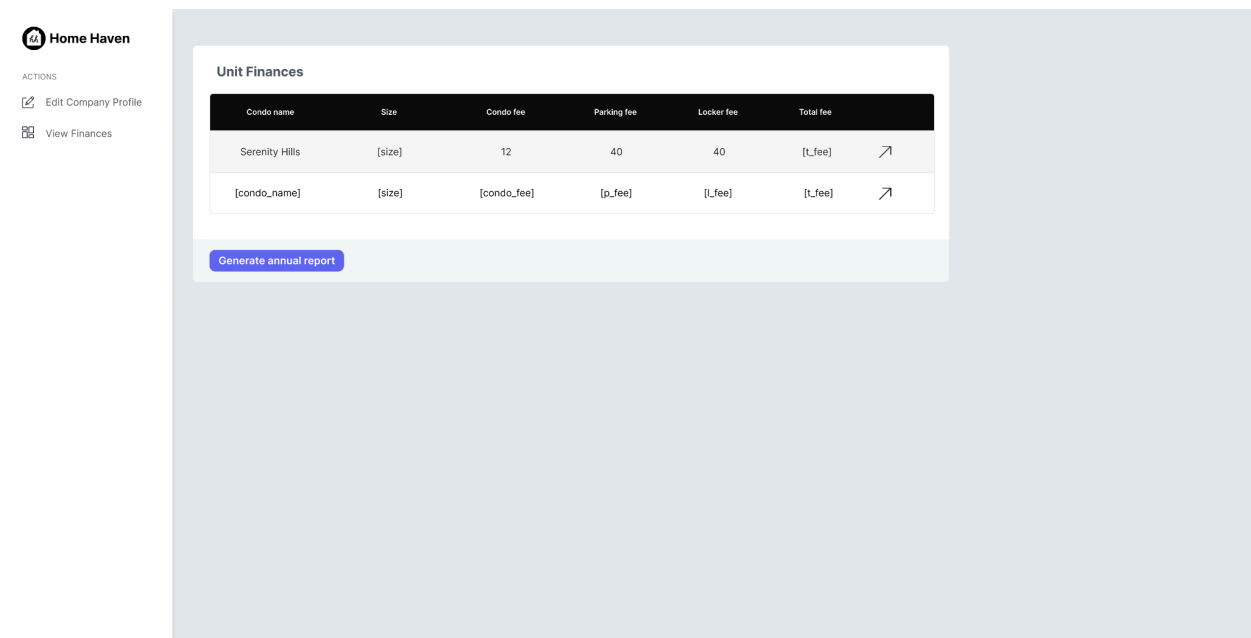 Home Haven
ACTIONS
Edit Company Profile
View Finances
Unit Finances
Condo name Size Condo fee Parking fee Locker fee Total fee
Serenity Hills [size] 12 40 40 [t_fee]
[condo_name] [size] [condo_fee] [p_fee] [l_fee] [t_fee]
Generate annual report